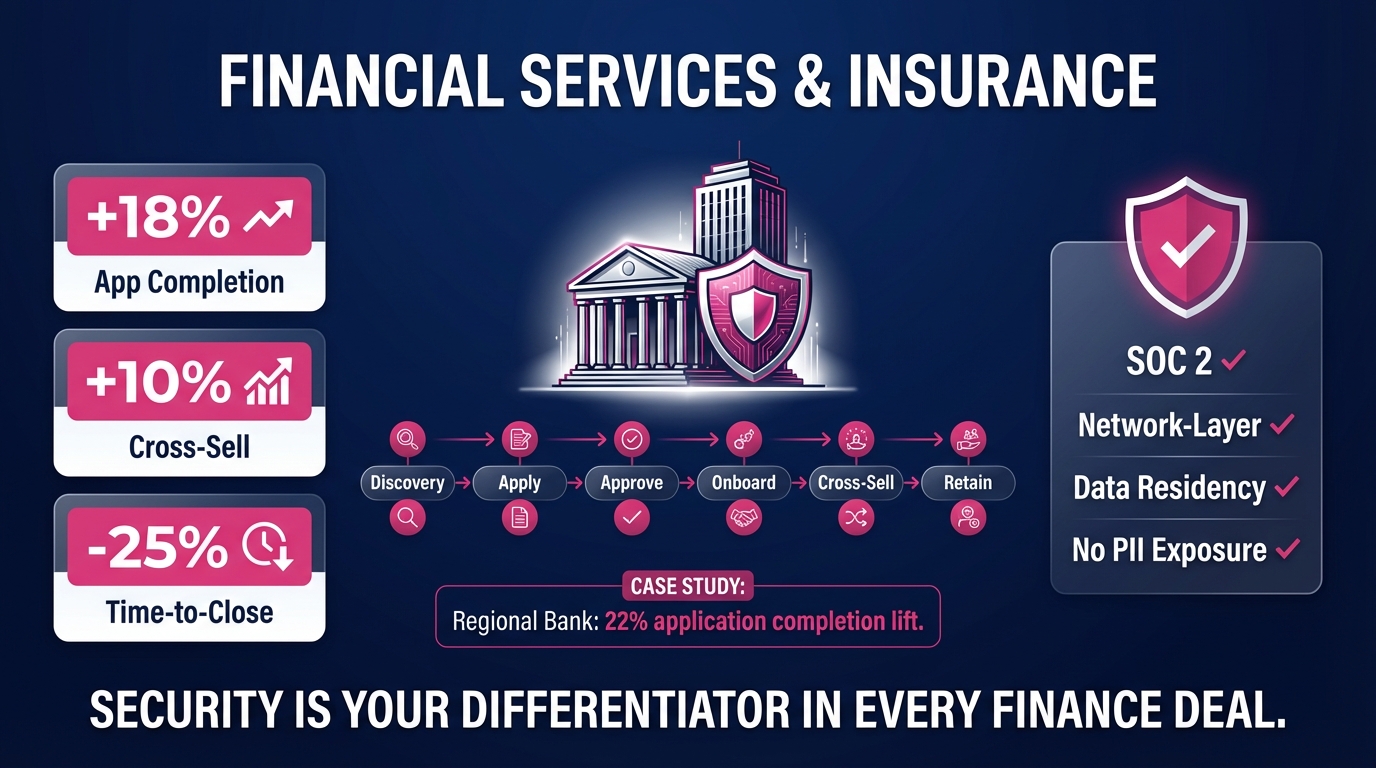 FINANCIAL SERVICES & INSURANCE
+18%
App Completion
+10%
Cross-Sell
-25%
Time-to-Close
Discovery
Apply
Approve
Onboard
Cross-Sell
Retain
CASE STUDY:
Regional Bank: 22% application completion lift.
SOC 2
Network-Layer
Data Residency
No PII Exposure
SECURITY IS YOUR DIFFERENTIATOR IN EVERY FINANCE DEAL.